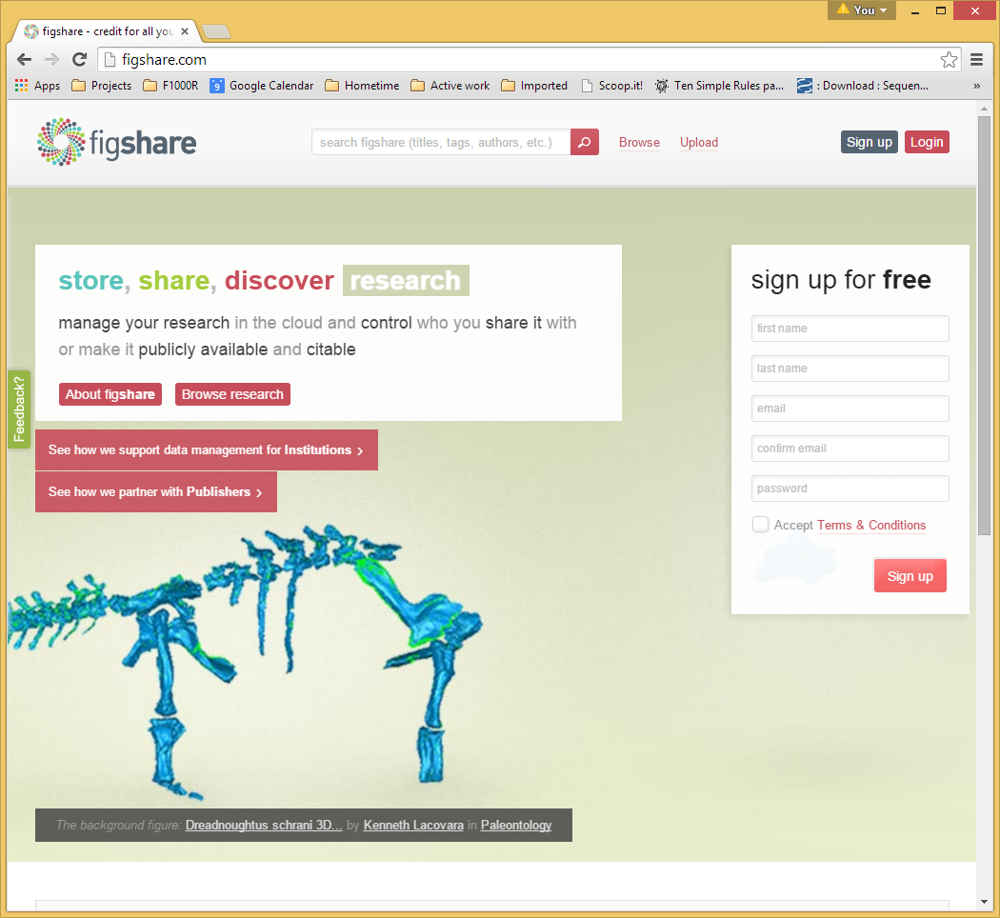 You
figshare - credit for all you
figshare.com
Apps Projects F1000R Google Calendar Hometime Active work Imported Scoop.it! Ten Simple Rules pa... : Download : Sequen... »
9
figshare search figshare (titles, tags, authors, etc.) Browse Upload Sign up Login
store, share, discover research
manage your research in the cloud and control who you share it with
or make it publicly available and citable
About figshare Browse research
Feedback?
See how we support data management for Institutions >
See how we partner with Publishers >
sign up for free
first name
last name
email
confirm email
password
Accept Terms & Conditions
Sign up
The background figure: Dreadnoughtus schrani 3D... by Kenneth Lacovara in Paleontology